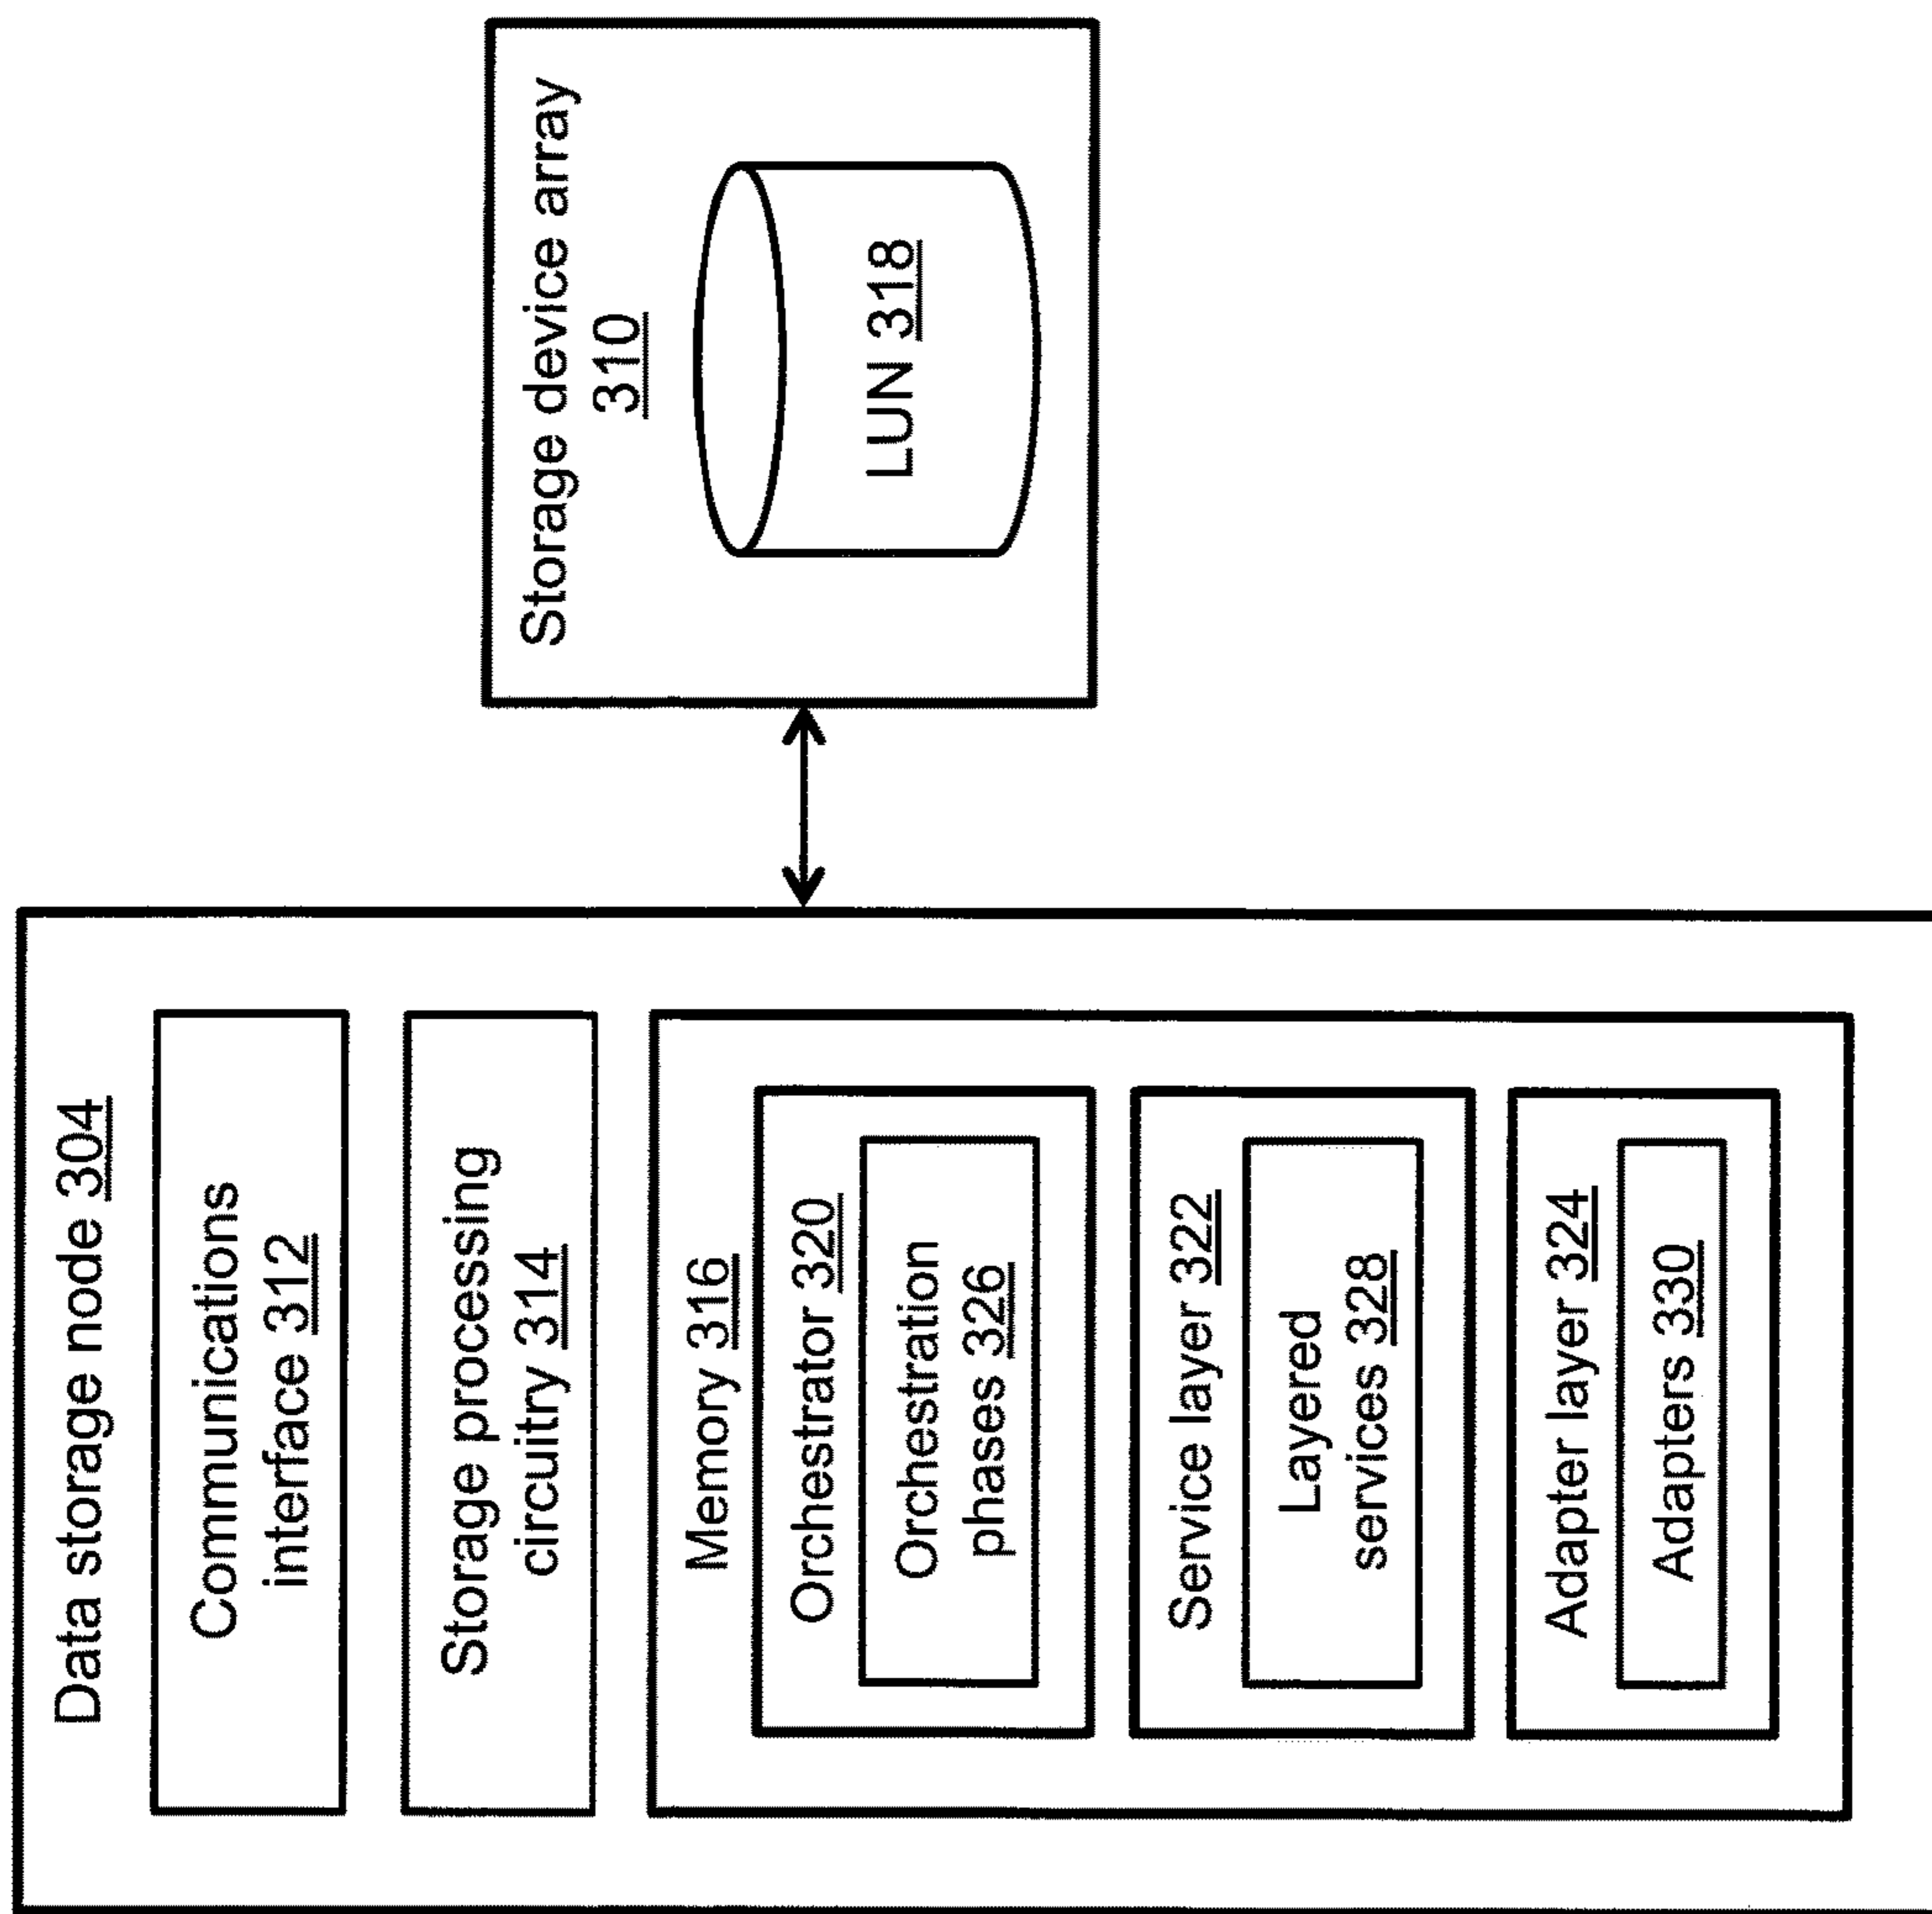 Data storage node 304
Communications
interface 312
Storage processing
circuitry 314
Memory 316
Orchestrator 320
Orchestration
phases 326
Service layer 322
Layered
services 328
Adapter layer 324
Adapters 330
Storage device array
310
LUN 318